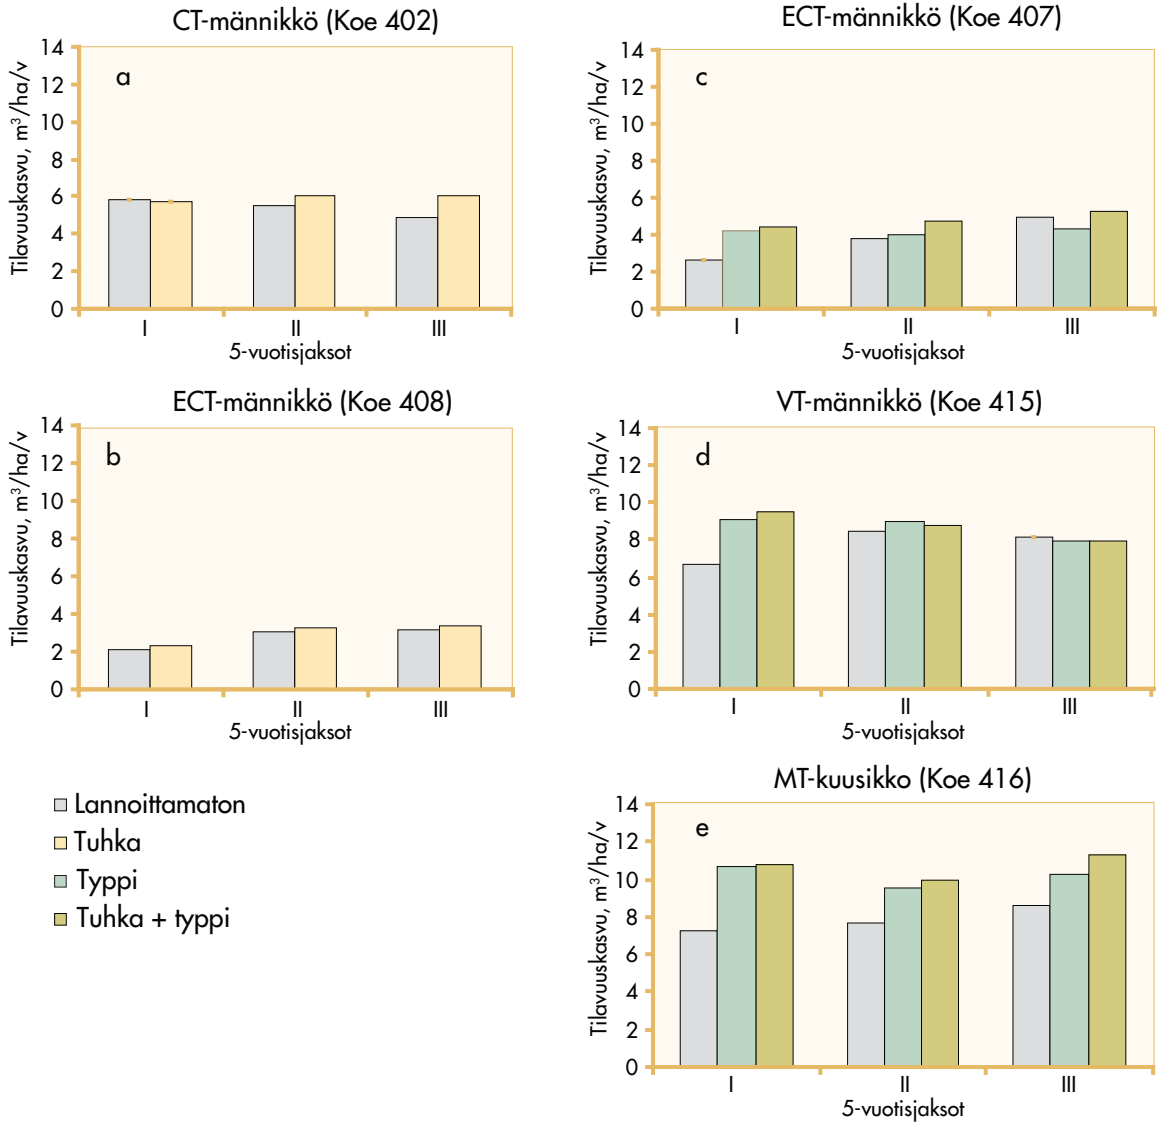 CT-männikkö (Koe 402)
Tilavuuskasvu, m³/ha/v
14
12
10
8
6
4
2
0
a
I II III
5-vuotisjaksot
ECT-männikkö (Koe 407)
Tilavuuskasvu, m³/ha/v
14
12
10
8
6
4
2
0
c
I II III
5-vuotisjaksot
ECT-männikkö (Koe 408)
Tilavuuskasvu, m³/ha/v
14
12
10
8
6
4
2
0
b
I II III
5-vuotisjaksot
VT-männikkö (Koe 415)
Tilavuuskasvu, m³/ha/v
14
12
10
8
6
4
2
0
d
I II III
5-vuotisjaksot
Lannoittamaton
Tuhka
Typpi
Tuhka + typpi
MT-kuusikko (Koe 416)
Tilavuuskasvu, m³/ha/v
14
12
10
8
6
4
2
0
e
I II III
5-vuotisjaksot